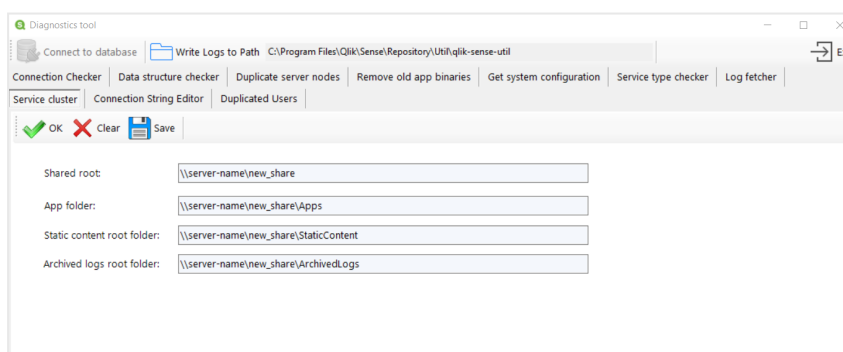 Diagnostics tool
Connect to database Write Logs to Path C:\Program Files\Qlik\Sense\Repository\Util\qlik-sense-util
Connection Checker Data structure checker Duplicate server nodes Remove old app binaries Get system configuration Service type checker Log fetcher
Service cluster Connection String Editor Duplicated Users
OK Clear Save
Shared root: \\server-name\new_share
App folder: \\server-name\new_share\Apps
Static content root folder: \\server-name\new_share\StaticContent
Archived logs root folder: \\server-name\new_share\ArchivedLogs